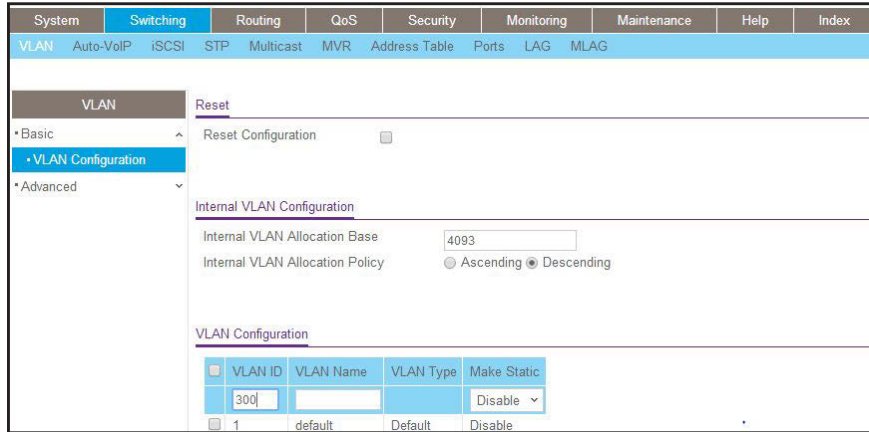 System Switching Routing QoS Security Monitoring Maintenance Help Index
VLAN Auto-VoIP iSCSI STP Multicast MVR Address Table Ports LAG MLAG
VLAN
Basic
VLAN Configuration
Advanced
Reset
Reset Configuration
Internal VLAN Configuration
Internal VLAN Allocation Base 4093
Internal VLAN Allocation Policy Ascending Descending
VLAN Configuration
VLAN ID VLAN Name VLAN Type Make Static
300 Disable
1 default Default Disable